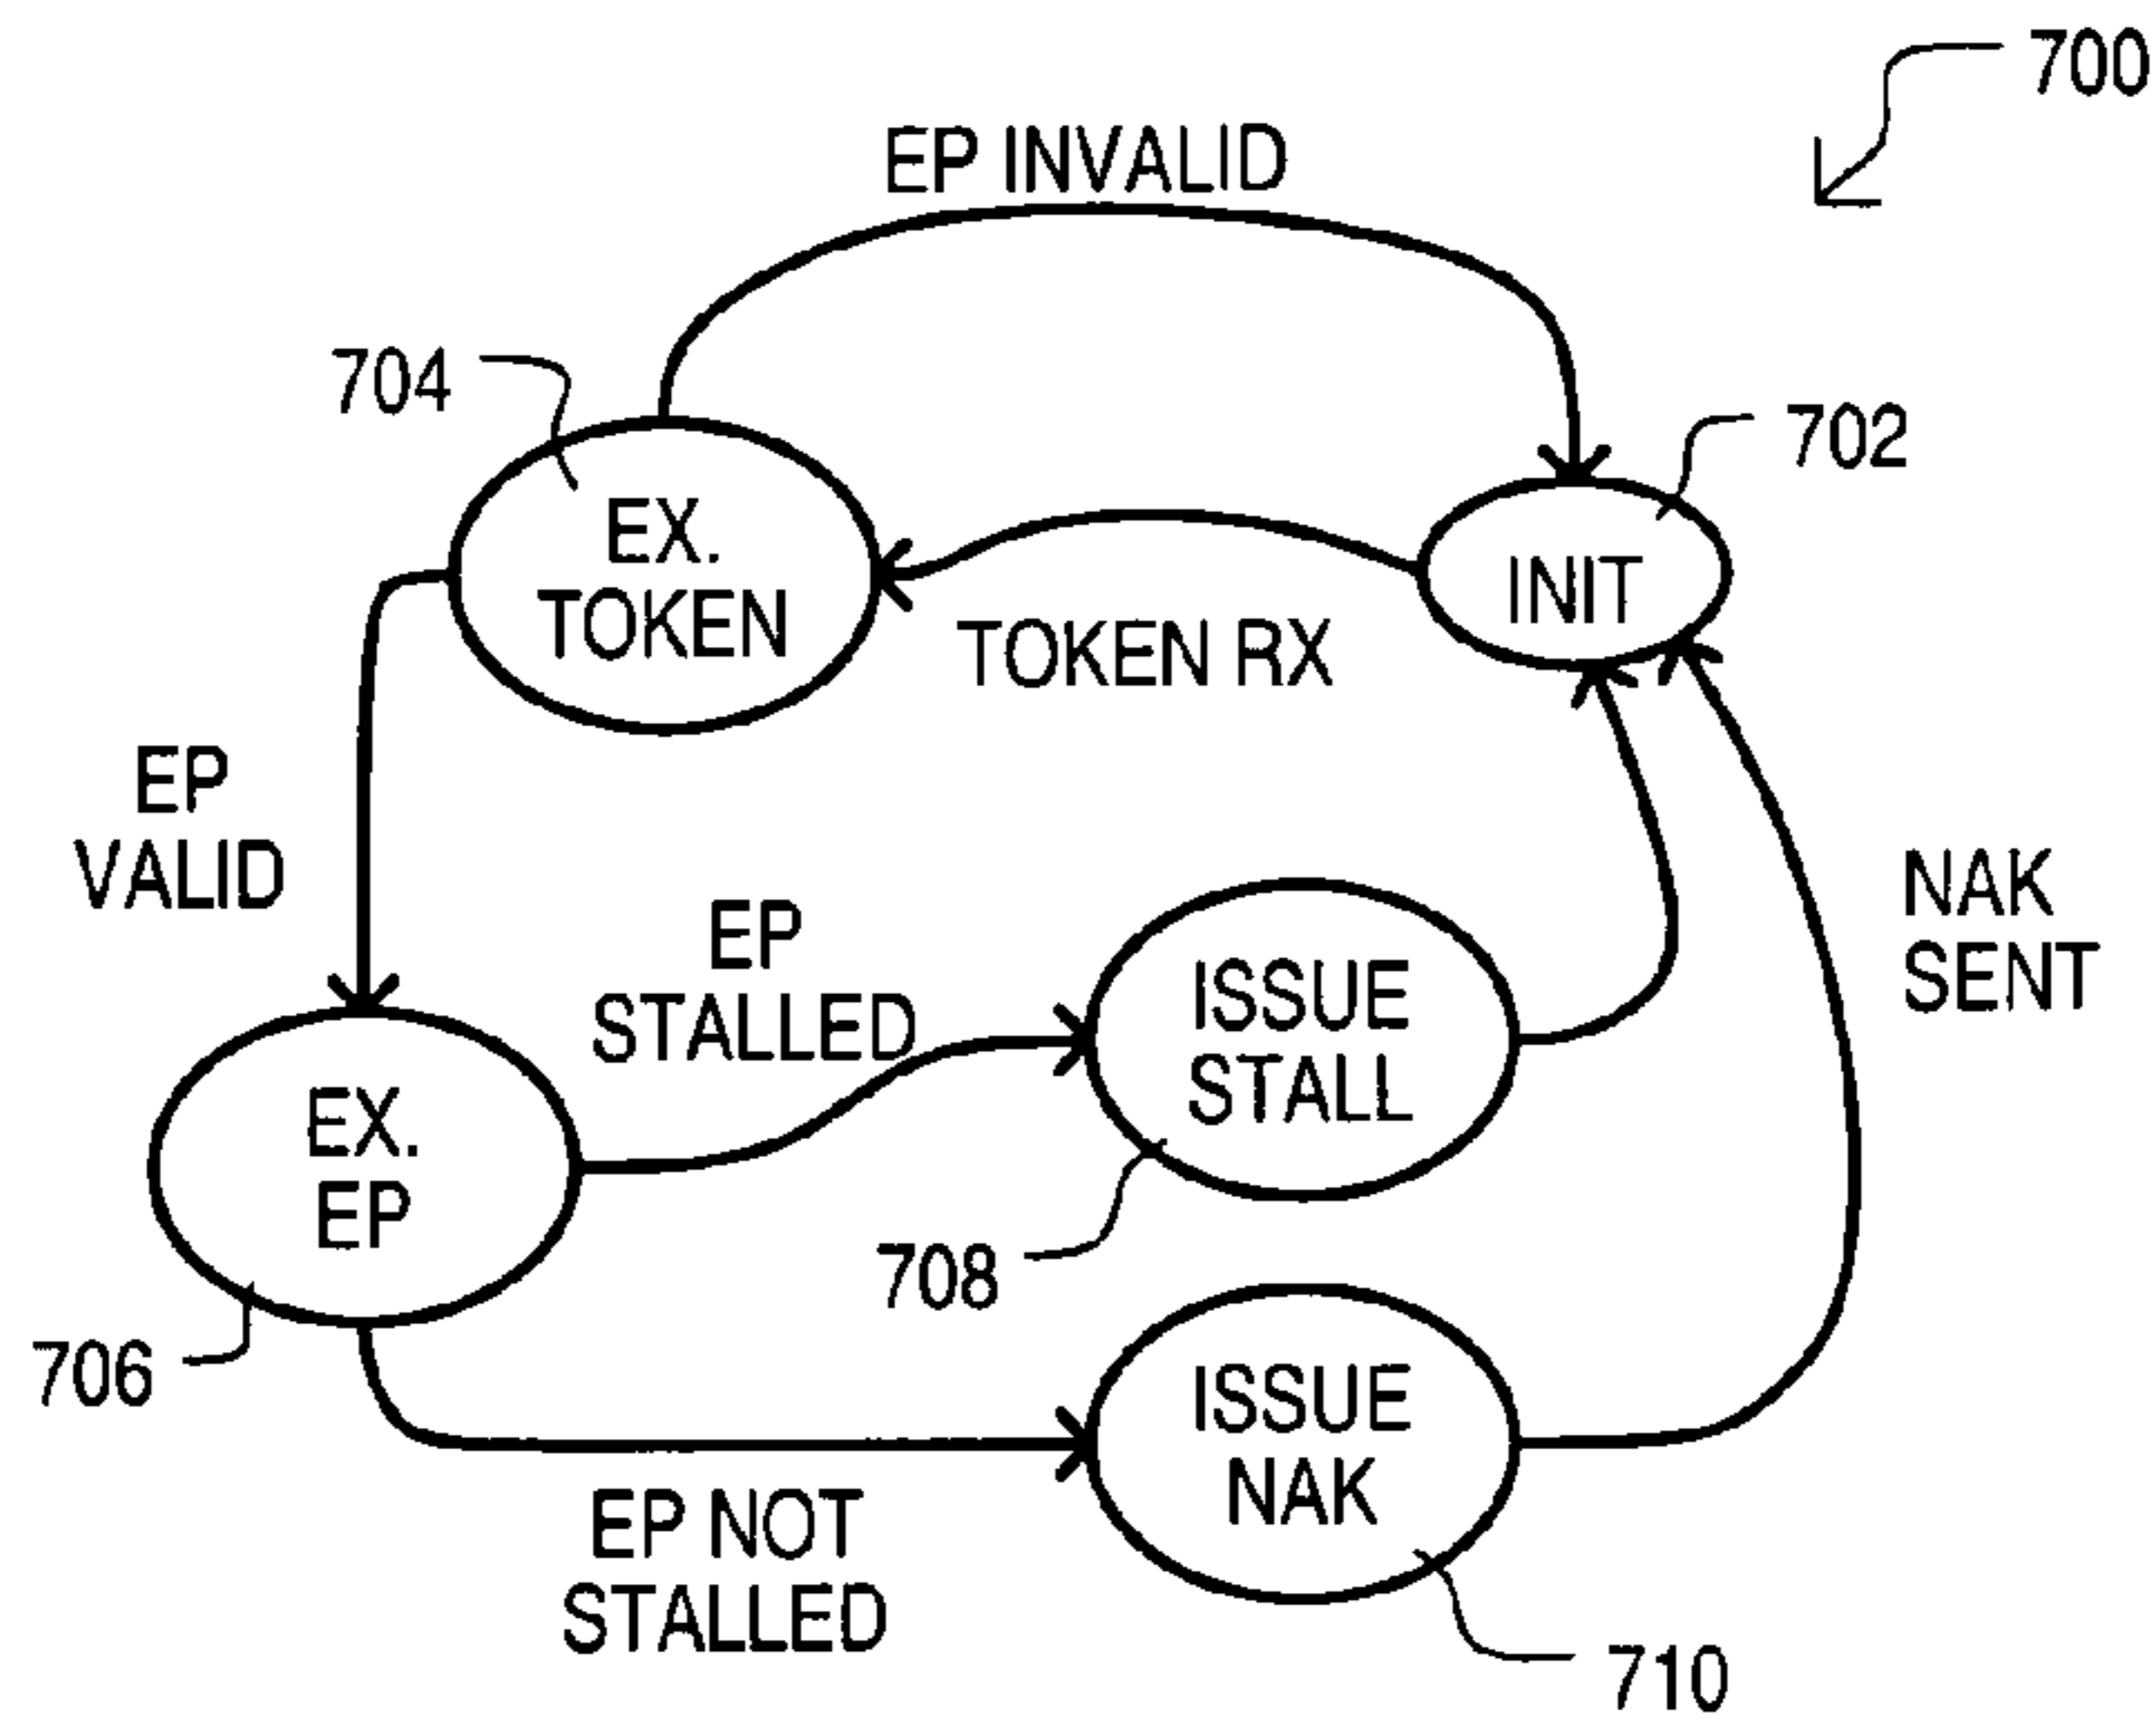 700
EP INVALID
704
702
EX.
TOKEN
INIT
TOKEN RX
EP
VALID
EP
STALLED
ISSUE
STALL
NAK
SENT
EX.
EP
708
706
ISSUE
NAK
EP NOT
STALLED
710